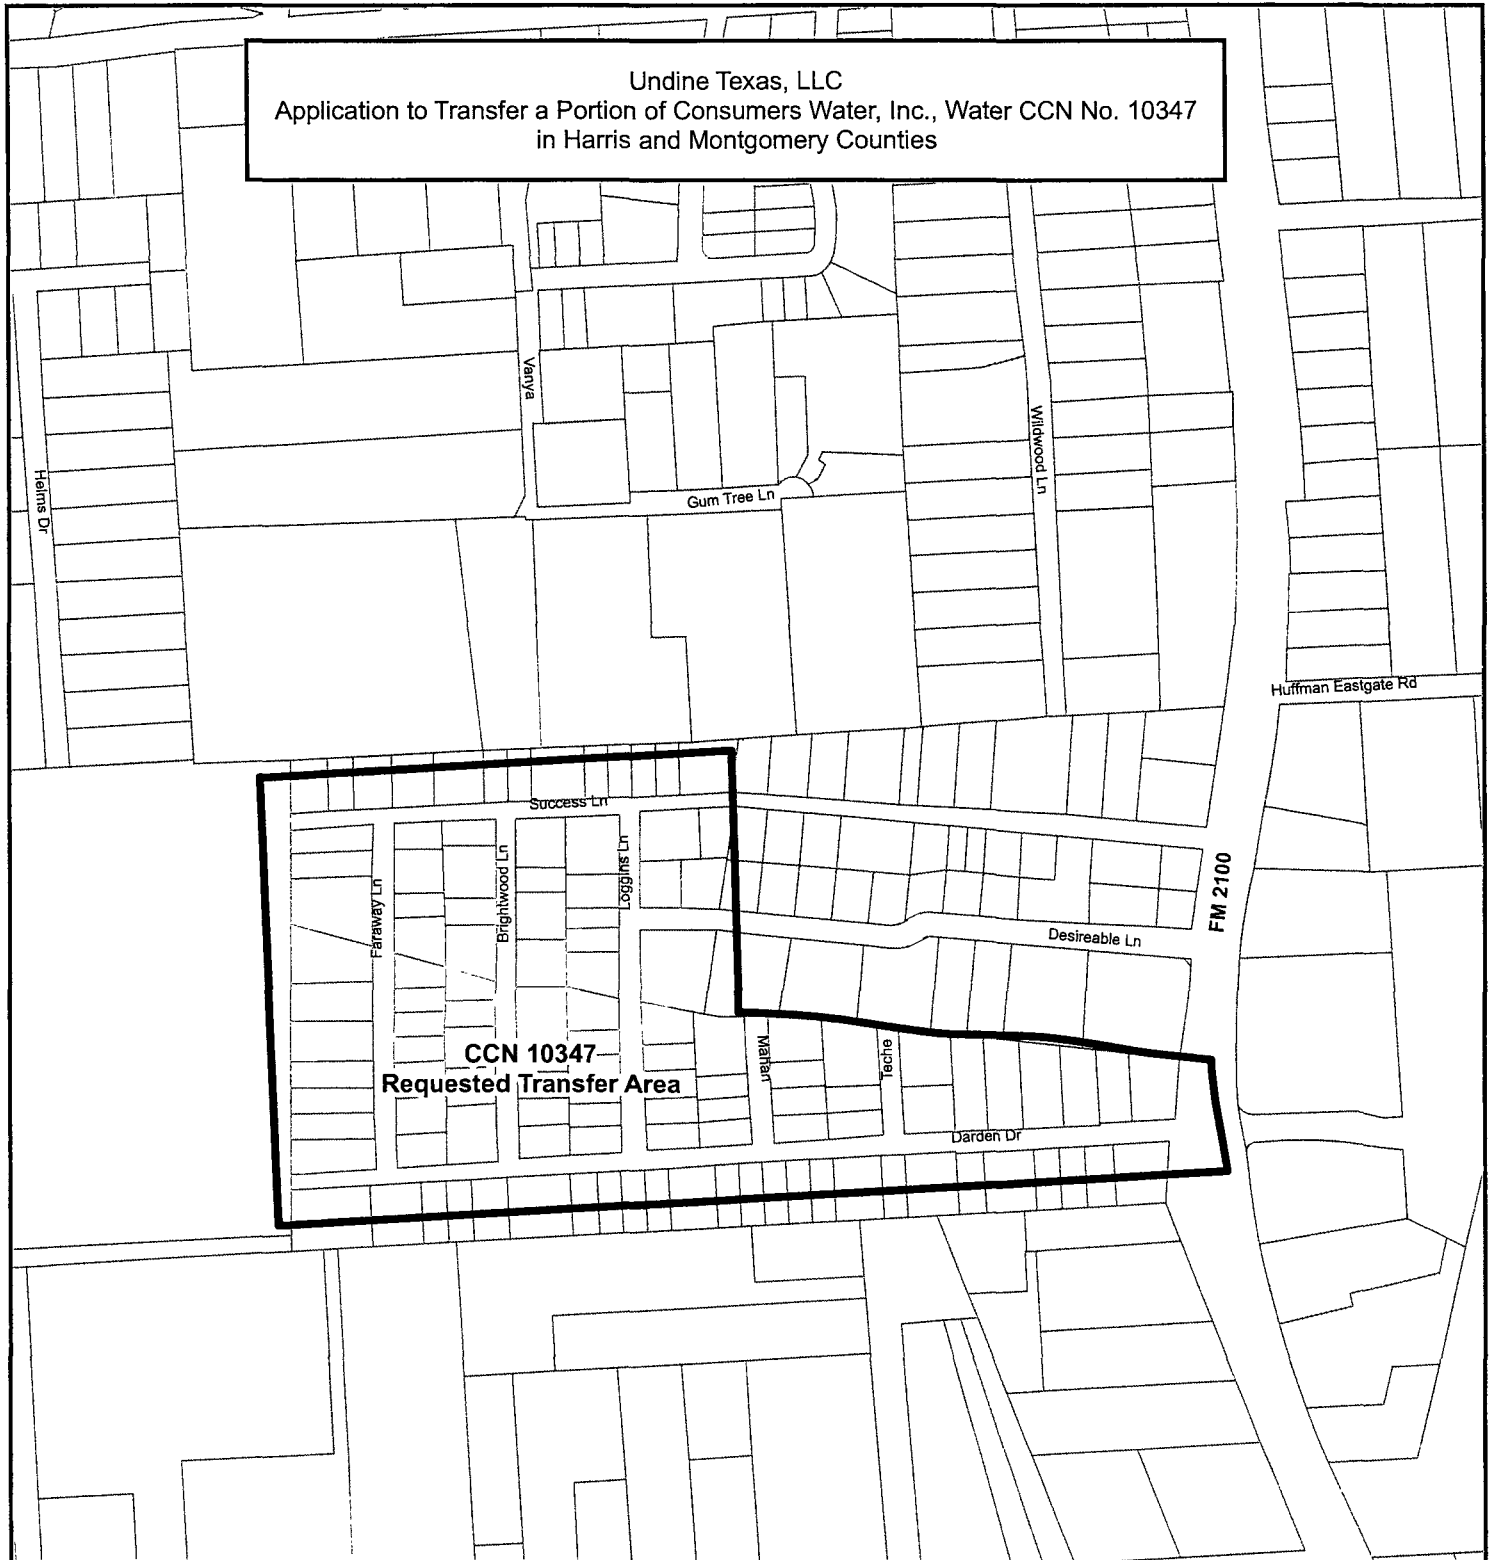 Undine Texas, LLC
Application to Transfer a Portion of Consumers Water, Inc., Water CCN No. 10347
in Harris and Montgomery Counties
Vanya
Wildwood Ln
Helms Dr
Gum Tree Ln
Huffman Eastgate Rd
Success Ln
Loggins Ln
Brightwood Ln
Faraway Ln
FM 2100
Desireable Ln
CCN 10347
Requested Transfer Area
Mahan
Teche
Darden Dr